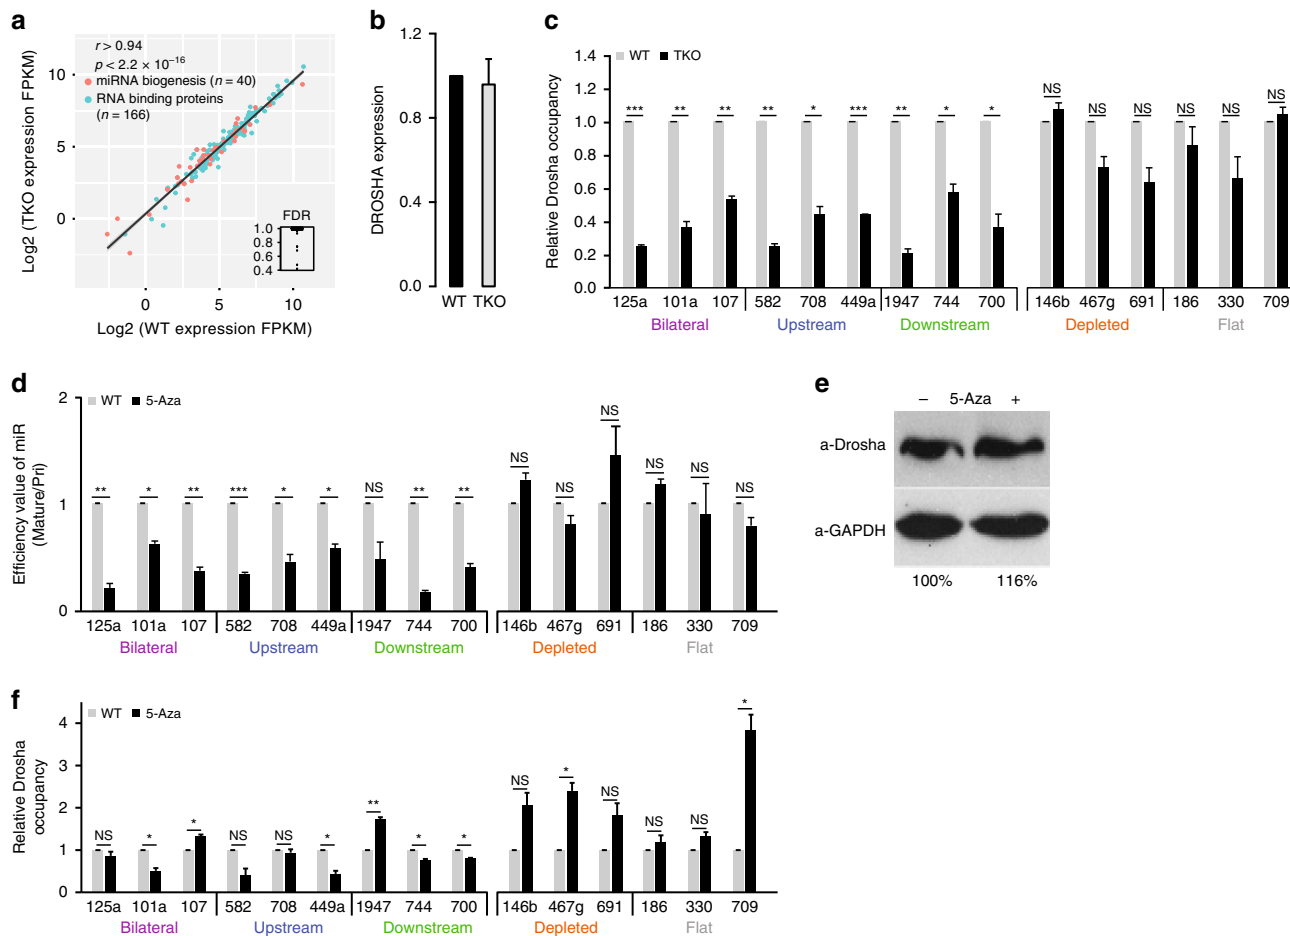 a
r > 0.94
p < 2.2 × 10−16
miRNA biogenesis (n = 40)
RNA binding proteins
(n = 166)
Log2 (TKO expression FPKM)
10
5
0
FDR
1.0
0.8
0.6
0.4
0 5 10
Log2 (WT expression FPKM)
b
DROSHA expression
1.2
0.8
0.4
0.0
WT TKO
c
Relative Drosha occupancy
WT TKO
1.4
1.2
1.0
0.8
0.6
0.4
0.2
0.0
*** ** ** ** * *** ** * * NS NS NS NS NS NS
125a 101a 107 582 708 449a 1947 744 700 146b 467g 691 186 330 709
Bilateral Upstream Downstream Depleted Flat
d
Efficiency value of miR
(Mature/Pri)
WT 5-Aza
2
1
0
** * ** *** * * NS ** ** NS NS NS NS NS NS
125a 101a 107 582 708 449a 1947 744 700 146b 467g 691 186 330 709
Bilateral Upstream Downstream Depleted Flat
e
– 5-Aza +
a-Drosha
a-GAPDH
100% 116%
f
Relative Drosha
occupancy
WT 5-Aza
4
3
2
1
0
NS * * NS NS * ** * * NS * NS NS NS *
125a 101a 107 582 708 449a 1947 744 700 146b 467g 691 186 330 709
Bilateral Upstream Downstream Depleted Flat